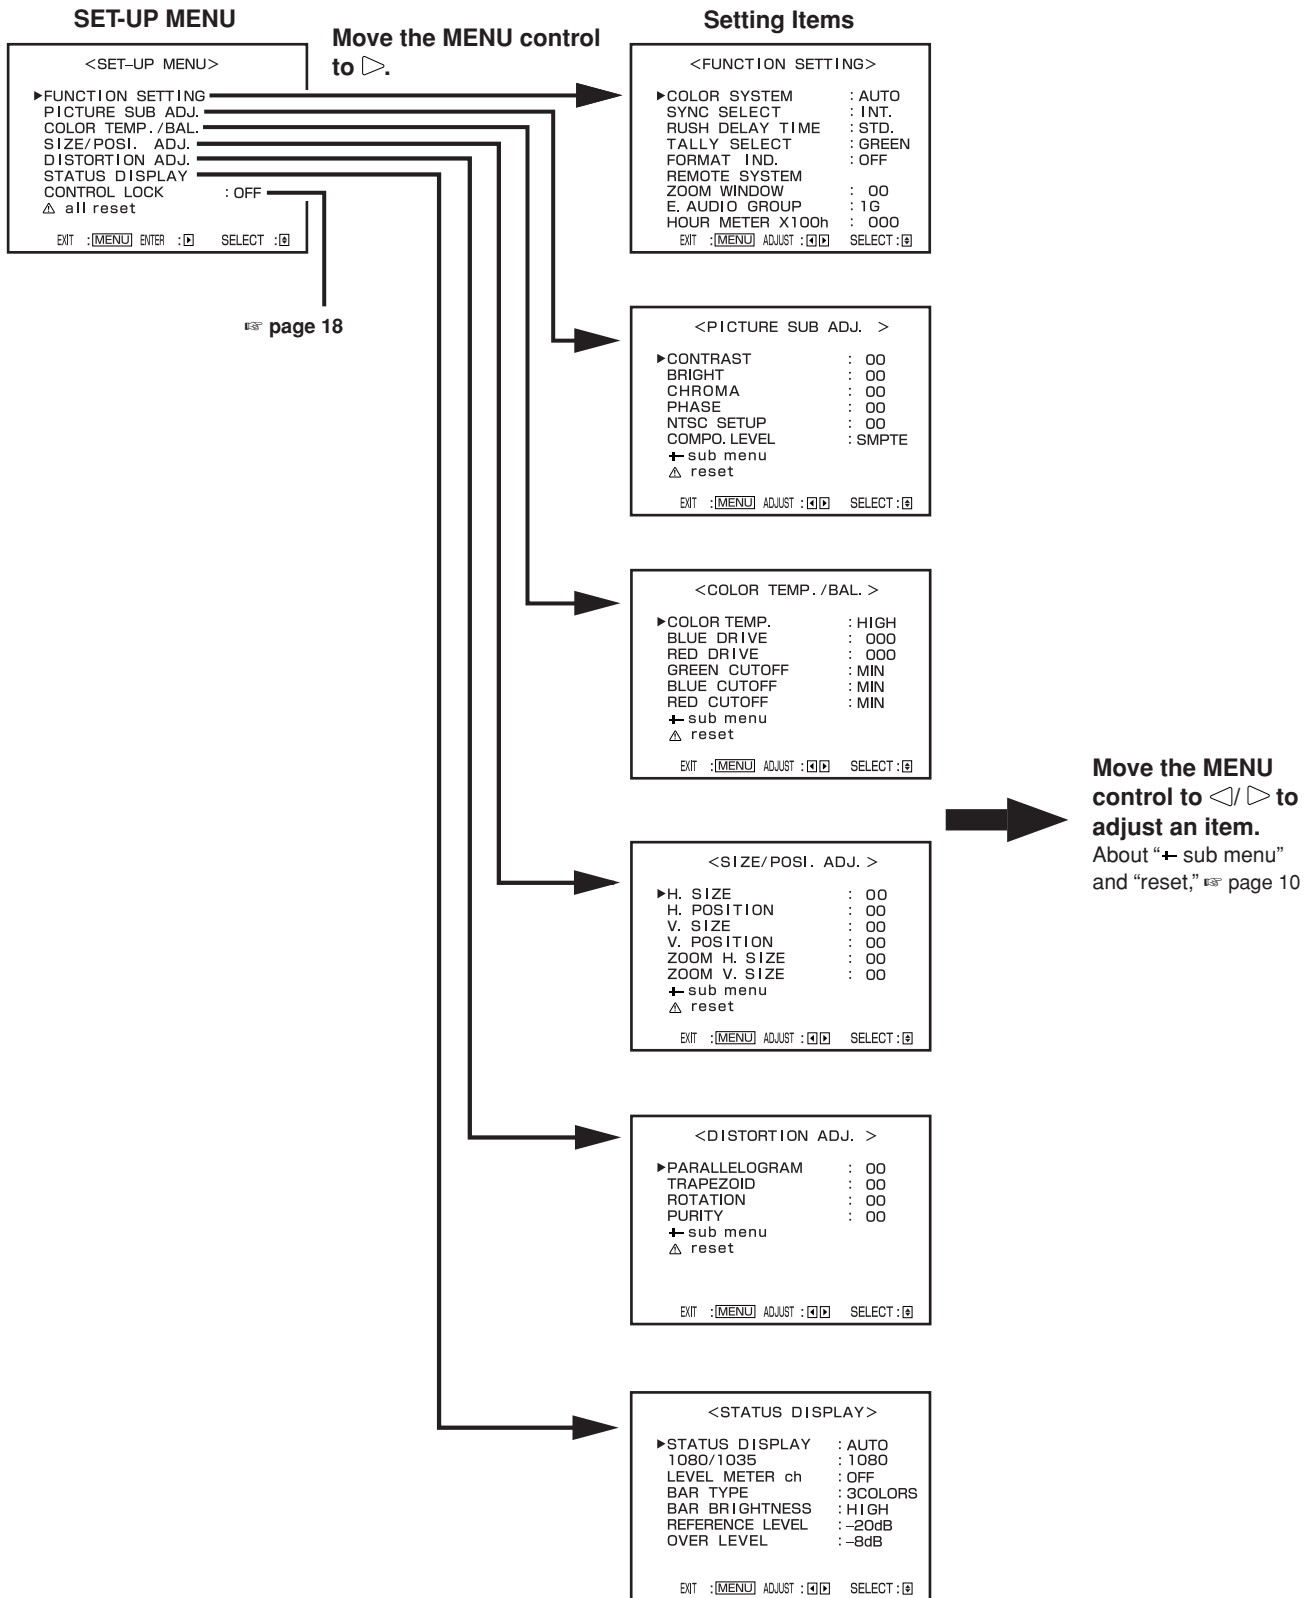 SET-UP MENU
Move the MENU control
to ▷.
Setting Items
<SET-UP MENU>
▶FUNCTION SETTING
PICTURE SUB ADJ.
COLOR TEMP./BAL.
SIZE/POSI. ADJ.
DISTORTION ADJ.
STATUS DISPLAY
CONTROL LOCK : OFF
⚠ all reset
EXIT : MENU ENTER : ▶ SELECT : ♦
☞ page 18
<FUNCTION SETTING>
▶COLOR SYSTEM : AUTO
SYNC SELECT : INT.
RUSH DELAY TIME : STD.
TALLY SELECT : GREEN
FORMAT IND. : OFF
REMOTE SYSTEM
ZOOM WINDOW : 00
E. AUDIO GROUP : 1G
HOUR METER X100h : 000
EXIT : MENU ADJUST : ◀▶ SELECT : ♦
<PICTURE SUB ADJ. >
▶CONTRAST : 00
BRIGHT : 00
CHROMA : 00
PHASE : 00
NTSC SETUP : 00
COMPO. LEVEL : SMPTE
+ sub menu
⚠ reset
EXIT : MENU ADJUST : ◀▶ SELECT : ♦
<COLOR TEMP. /BAL. >
▶COLOR TEMP. : HIGH
BLUE DRIVE : 000
RED DRIVE : 000
GREEN CUTOFF : MIN
BLUE CUTOFF : MIN
RED CUTOFF : MIN
+ sub menu
⚠ reset
EXIT : MENU ADJUST : ◀▶ SELECT : ♦
<SIZE/POSI. ADJ. >
▶H. SIZE : 00
H. POSITION : 00
V. SIZE : 00
V. POSITION : 00
ZOOM H. SIZE : 00
ZOOM V. SIZE : 00
+ sub menu
⚠ reset
EXIT : MENU ADJUST : ◀▶ SELECT : ♦
<DISTORTION ADJ. >
▶PARALLELOGRAM : 00
TRAPEZOID : 00
ROTATION : 00
PURITY : 00
+ sub menu
⚠ reset
EXIT : MENU ADJUST : ◀▶ SELECT : ♦
<STATUS DISPLAY>
▶STATUS DISPLAY : AUTO
1080/1035 : 1080
LEVEL METER ch : OFF
BAR TYPE : 3COLORS
BAR BRIGHTNESS : HIGH
REFERENCE LEVEL : –20dB
OVER LEVEL : –8dB
EXIT : MENU ADJUST : ◀▶ SELECT : ♦
Move the MENU
control to ◁/ ▷ to
adjust an item.
About “+ sub menu”
and “reset,” ☞ page 10